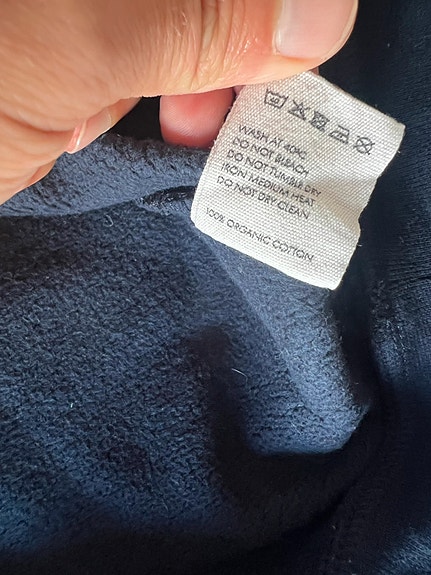 WASH AT 40°C
DO NOT BLEACH
DO NOT TUMBLE DRY
IRON MEDIUM HEAT
DO NOT DRY CLEAN
100% ORGANIC COTTON